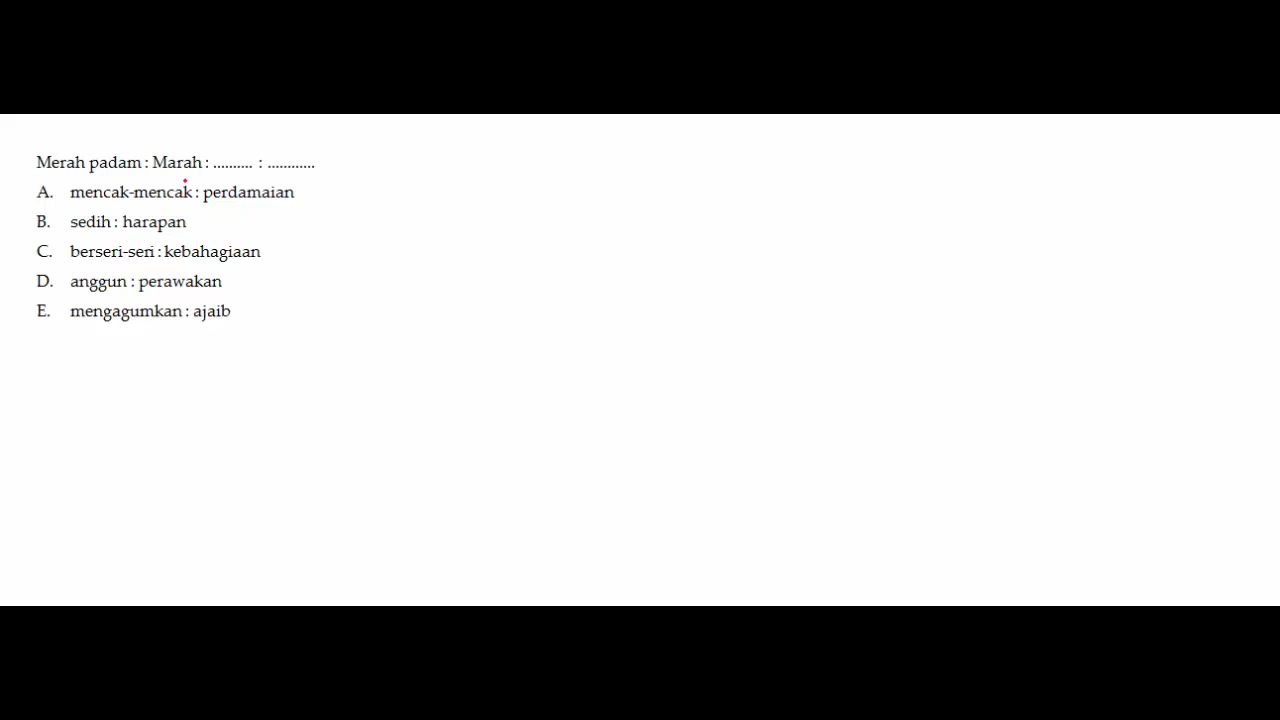 Merah padam : Marah : .......... : ............
A. mencak-mencak : perdamaian
B. sedih : harapan
C. berseri-seri : kebahagiaan
D. anggun : perawakan
E. mengagumkan : ajaib